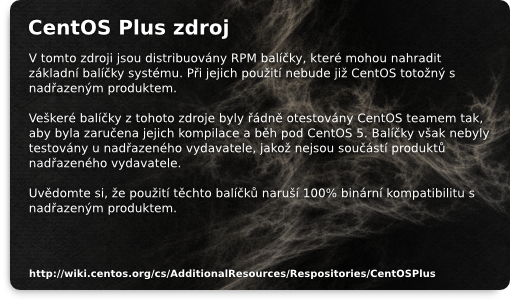 CentOS Plus zdroj
V tomto zdroji jsou distribuovány RPM balíčky, které mohou nahradit
základní balíčky systému. Při jejich použití nebude již CentOS totožný s
nadřazeným produktem.
Veškeré balíčky z tohoto zdroje byly řádně otestovány CentOS teamem tak,
aby byla zaručena jejich kompilace a běh pod CentOS 5. Balíčky však nebyly
testovány u nadřazeného vydavatele, jakož nejsou součástí produktů
nadřazeného vydavatele.
Uvědomte si, že použití těchto balíčků naruší 100% binární kompatibilitu s
nadřazeným produktem.
http://wiki.centos.org/cs/AdditionalResources/Respositories/CentOSPlus